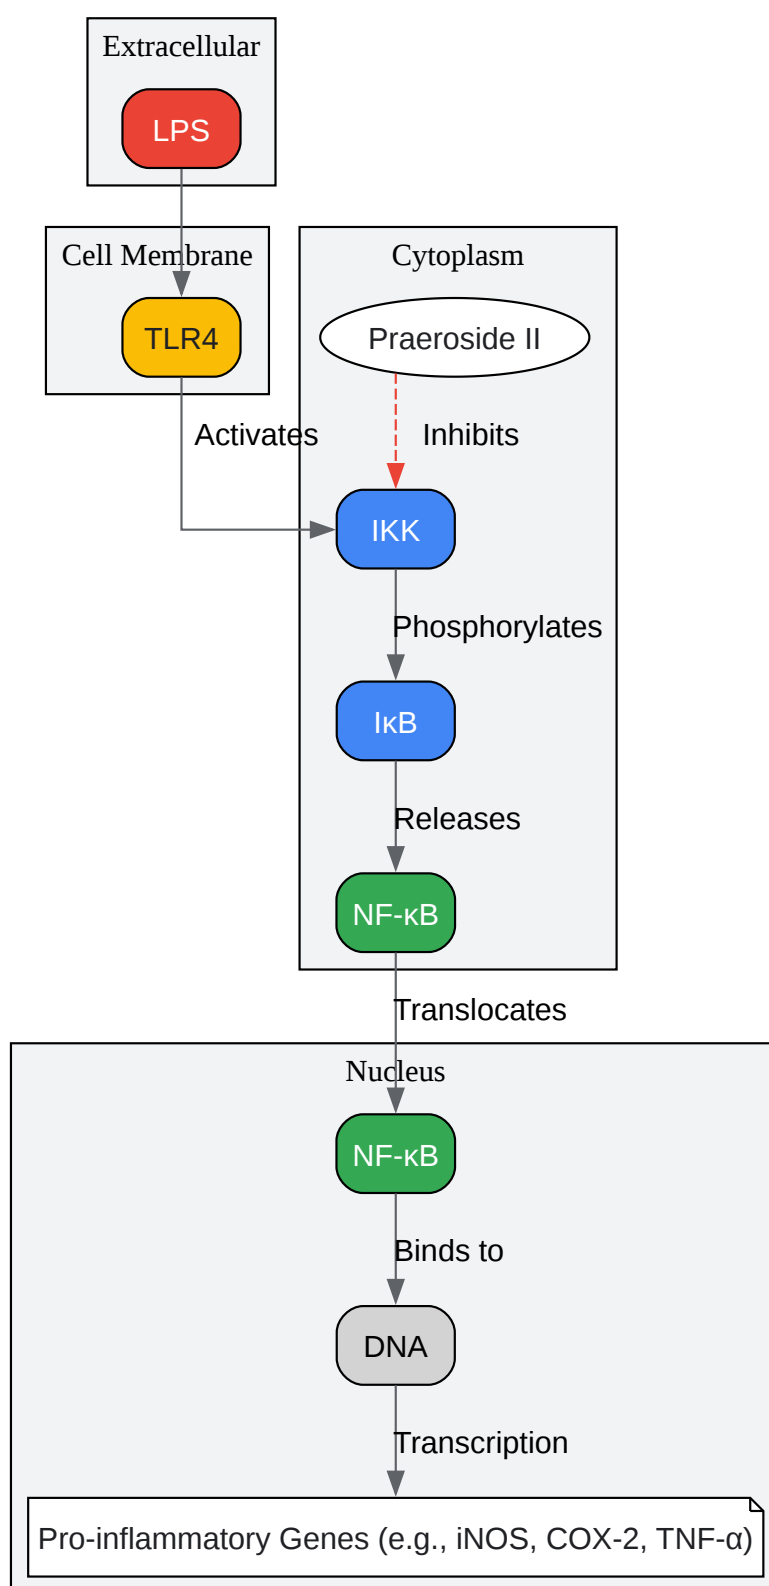 Extracellular
LPS
Cell Membrane
Cytoplasm
TLR4
Praeroside II
Activates
Inhibits
IKK
Phosphorylates
IκB
Releases
NF-κB
Translocates
Nucleus
NF-κB
Binds to
DNA
Transcription
Pro-inflammatory Genes (e.g., iNOS, COX-2, TNF-α)